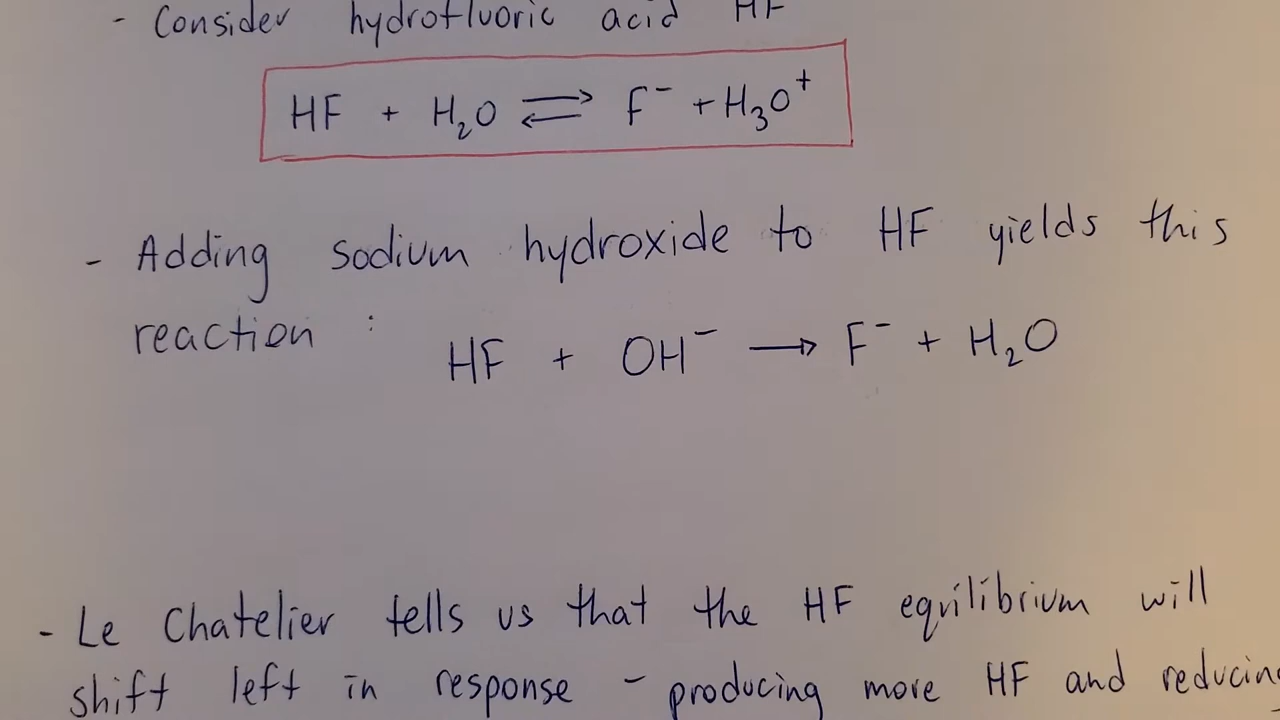 - Consider hydrofluoric acid HF
HF + H₂O ⇌ F⁻ + H₃O⁺
- Adding sodium hydroxide to HF yields this
reaction :
HF + OH⁻ → F⁻ + H₂O
- Le Chatelier tells us that the HF equilibrium will
shift left in response - producing more HF and reducing